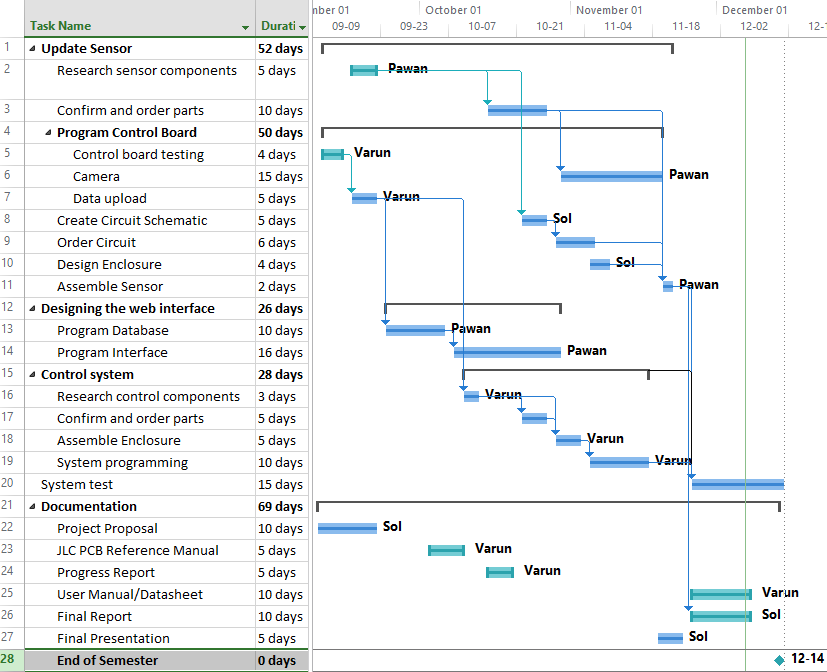 mber 01 October 01 November 01 December 01
Task Name Durati 09-09 09-23 10-07 10-21 11-04 11-18 12-02 12-1
1 Update Sensor 52 days
2 Research sensor components 5 days Pawan
3 Confirm and order parts 10 days
4 Program Control Board 50 days
5 Control board testing 4 days Varun
6 Camera 15 days Pawan
7 Data upload 5 days Varun
8 Create Circuit Schematic 5 days Sol
9 Order Circuit 6 days
10 Design Enclosure 4 days Sol
11 Assemble Sensor 2 days Pawan
12 Designing the web interface 26 days
13 Program Database 10 days Pawan
14 Program Interface 16 days Pawan
15 Control system 28 days
16 Research control components 3 days Varun
17 Confirm and order parts 5 days
18 Assemble Enclosure 5 days Varun
19 System programming 10 days Varun
20 System test 15 days
21 Documentation 69 days
22 Project Proposal 10 days Sol
23 JLC PCB Reference Manual 5 days Varun
24 Progress Report 5 days Varun
25 User Manual/Datasheet 10 days Varun
26 Final Report 10 days Sol
27 Final Presentation 5 days Sol
28 End of Semester 0 days 12-14